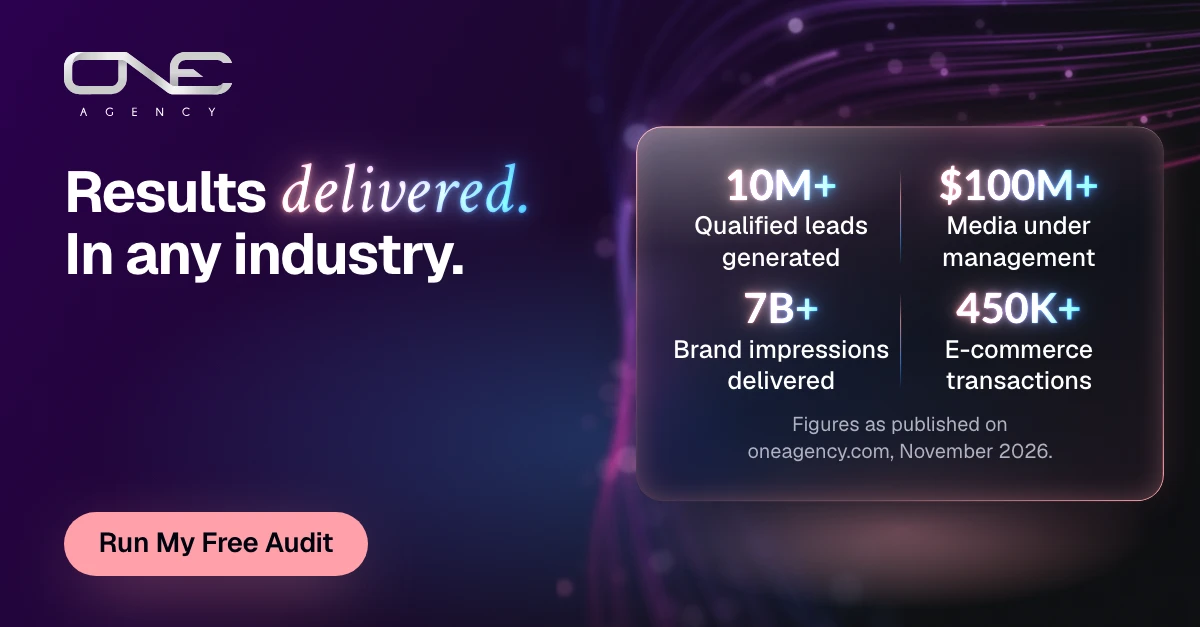 ONE
AGENCY
Results delivered.
In any industry.
10M+
Qualified leads
generated
$100M+
Media under
management
7B+
Brand impressions
delivered
450K+
E-commerce
transactions
Figures as published on
oneagency.com, November 2026.
Run My Free Audit